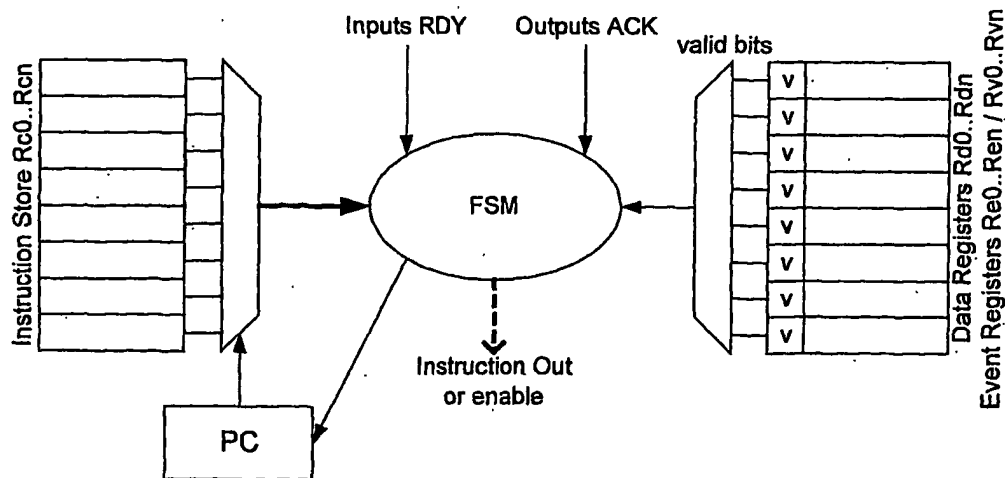 Inputs RDY
Outputs ACK
valid bits
Instruction Store Rc0..Rcn
FSM
v
v
v
v
v
v
v
v
Data Registers Rd0..Rdn
Event Registers Re0..Ren / Rv0..Rvn
Instruction Out
or enable
PC